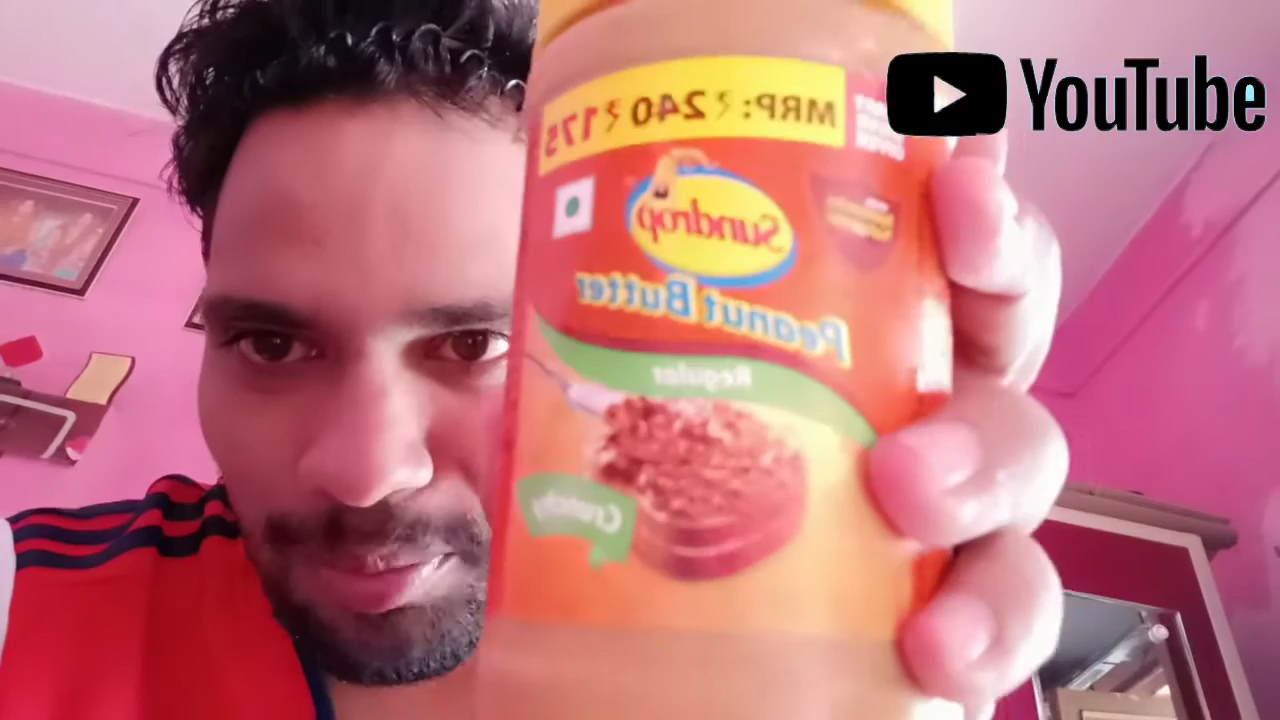 YouTube
MRP: ₹ 240 ₹ 175
Sundrop
Peanut Butter
Regular
Crunchy